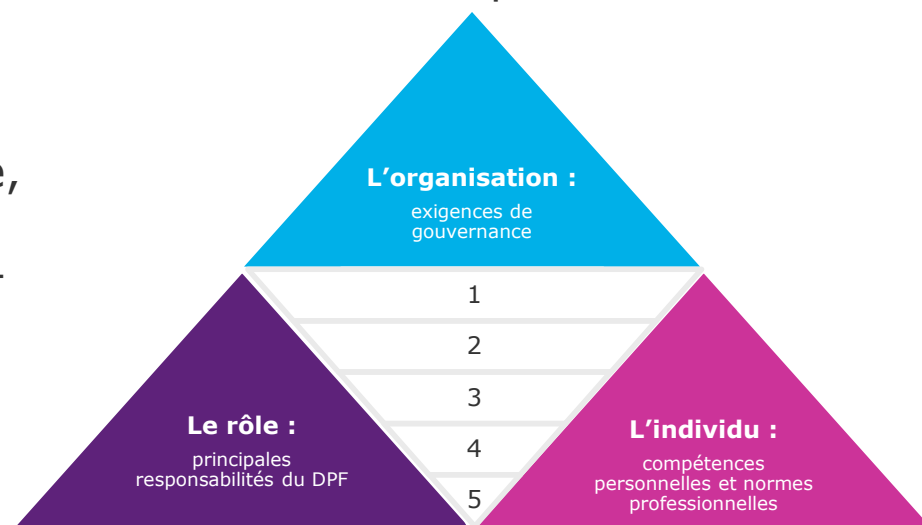 L'organisation :
exigences de
gouvernance
1
2
3
4
5
Le rôle :
principales
responsabilités du DPF
L'individu :
compétences
personnelles et normes
professionnelles